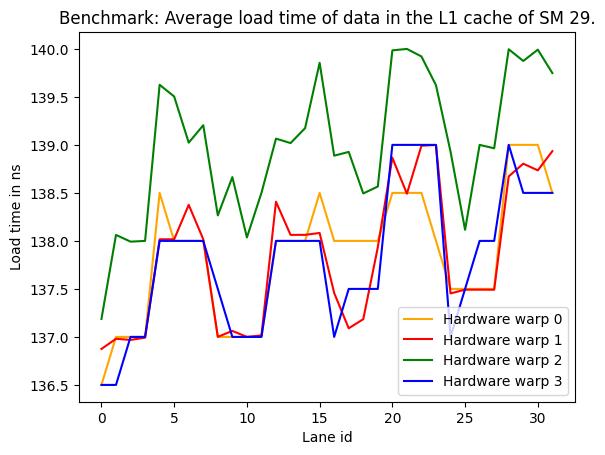 Benchmark: Average load time of data in the L1 cache of SM 29.
140.0
139.5
139.0
138.5
138.0
137.5
137.0
136.5
Load time in ns
Hardware warp 0
Hardware warp 1
Hardware warp 2
Hardware warp 3
0 5 10 15 20 25 30
Lane id